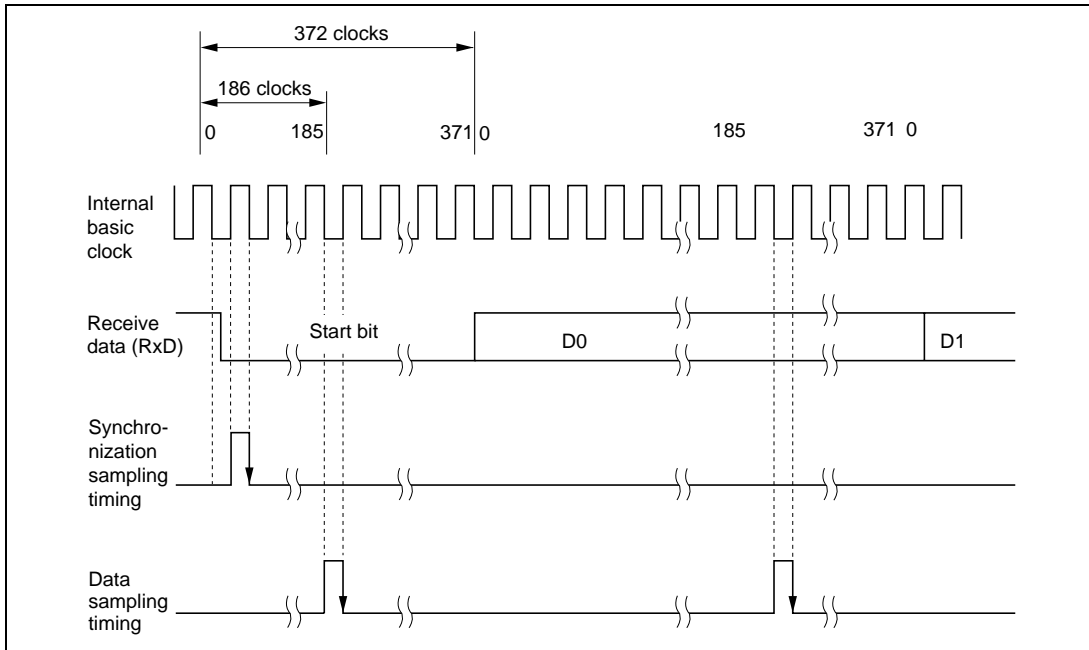 372 clocks
186 clocks
0 185 371 0 185 371 0
Internal
basic
clock
Receive
data (RxD)
Start bit D0 D1
Synchro-
nization
sampling
timing
Data
sampling
timing